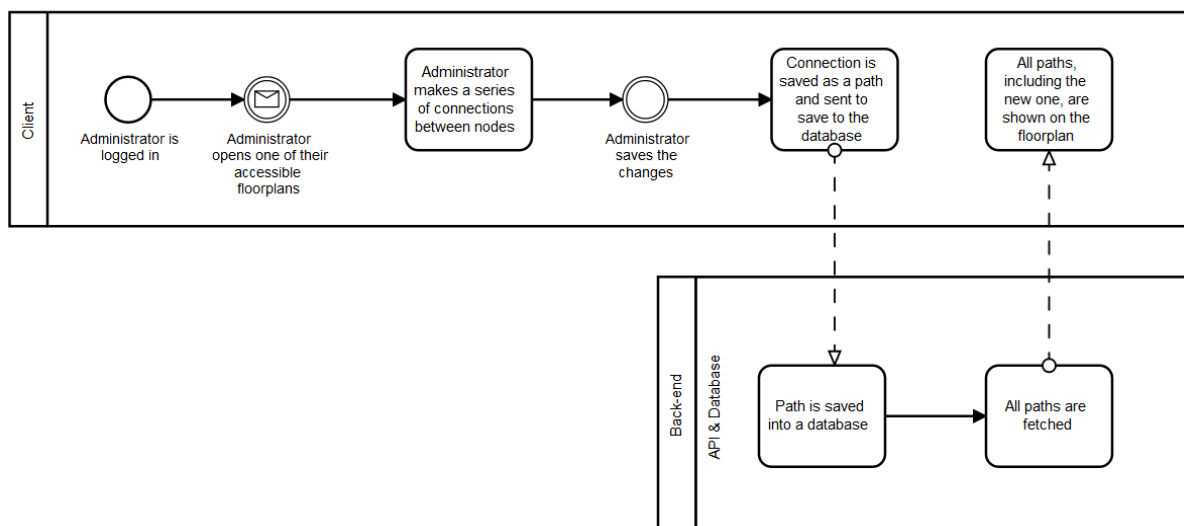 Client
Administrator is
logged in
Administrator
opens one of their
accessible
floorplans
Administrator
makes a series
of connections
between nodes
Administrator
saves the
changes
Connection is
saved as a path
and sent to
save to the
database
All paths,
including the
new one, are
shown on the
floorplan
Back-end
API & Database
Path is saved
into a database
All paths are
fetched